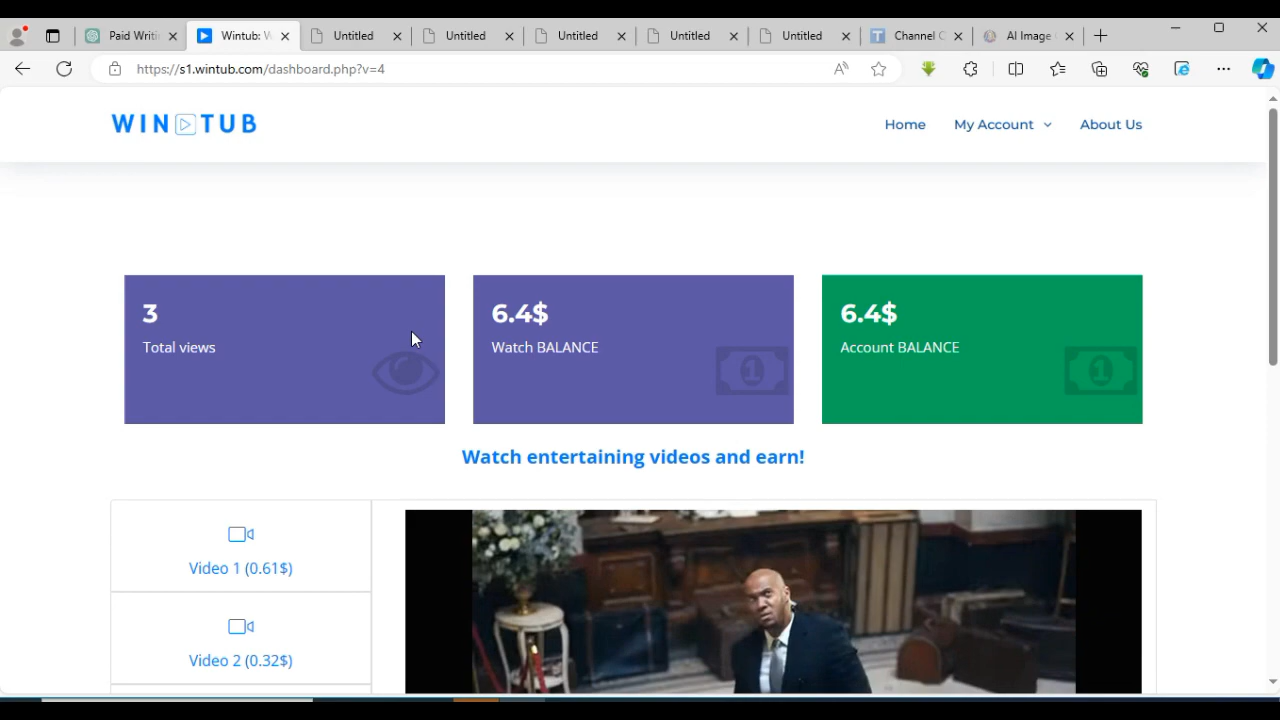 Paid Writi
Wintub: W
Untitled
Untitled
Untitled
Untitled
Untitled
Channel C
AI Image
https://s1.wintub.com/dashboard.php?v=4
WIN TUB
Home
My Account
About Us
3
Total views
6.4$
Watch BALANCE
1
6.4$
Account BALANCE
1
Watch entertaining videos and earn!
Video 1 (0.61$)
Video 2 (0.32$)